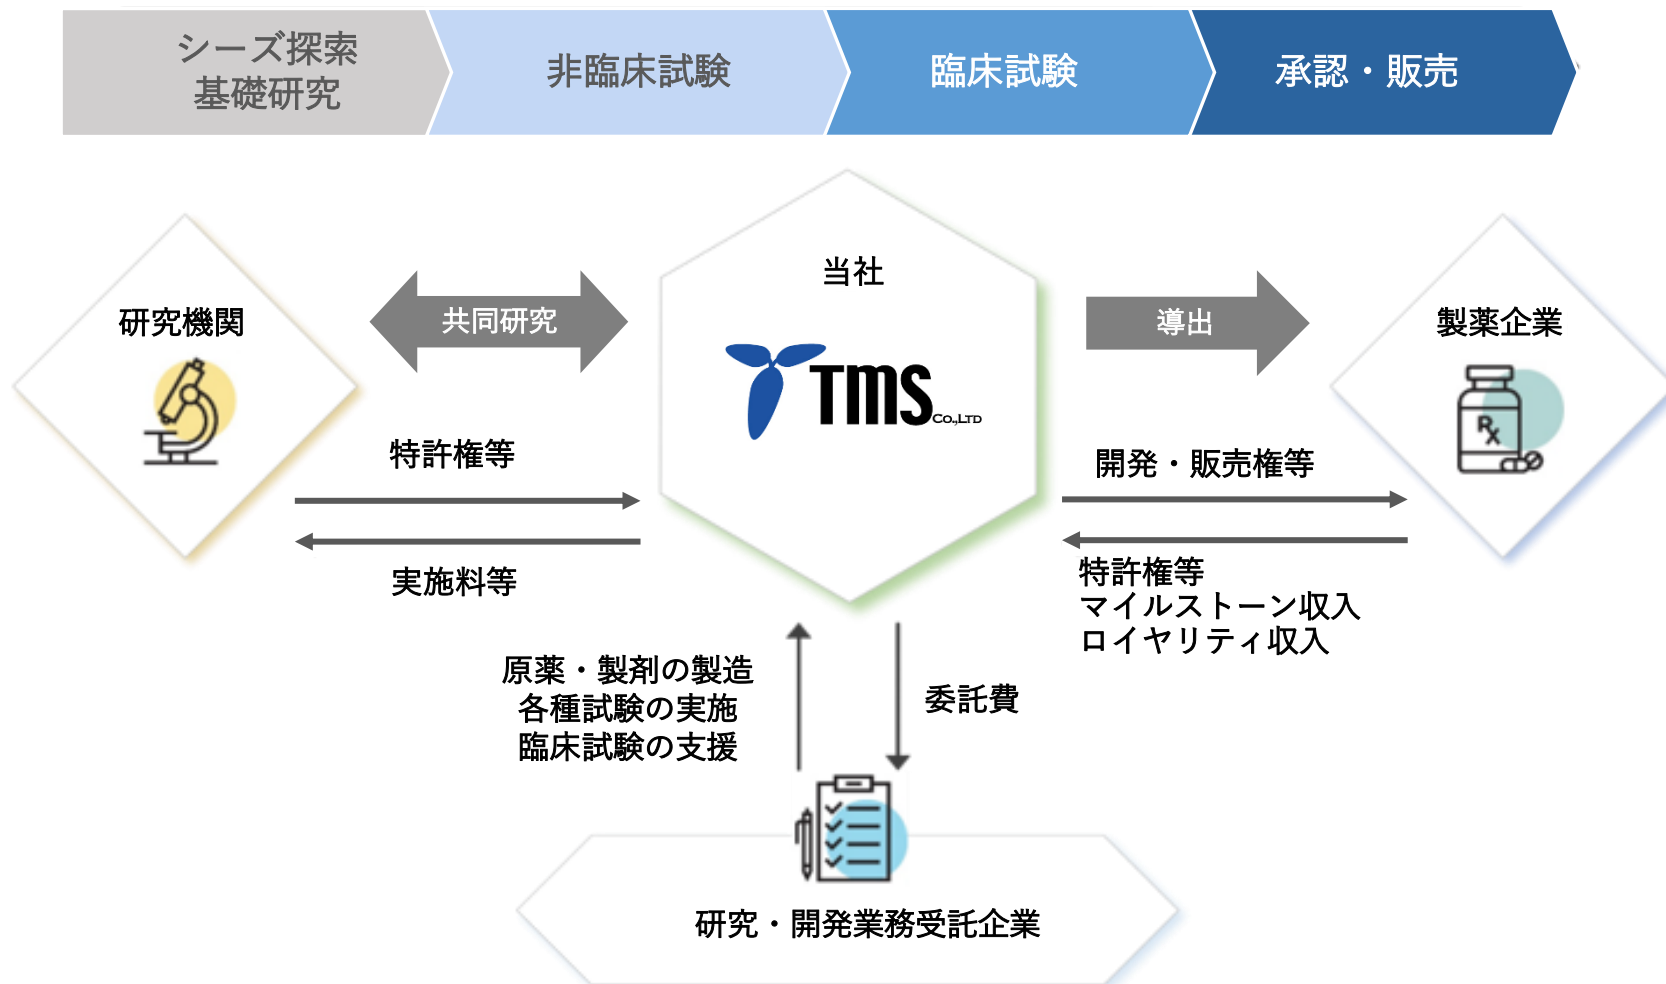 シーズ探索
基礎研究
非臨床試験
臨床試験
承認・販売
研究機関
共同研究
当社
TMS
Co.,LTD
導出
製薬企業
Rx
特許権等
実施料等
開発・販売権等
特許権等
マイルストーン収入
ロイヤリティ収入
原薬・製剤の製造
各種試験の実施
臨床試験の支援
委託費
研究・開発業務受託企業